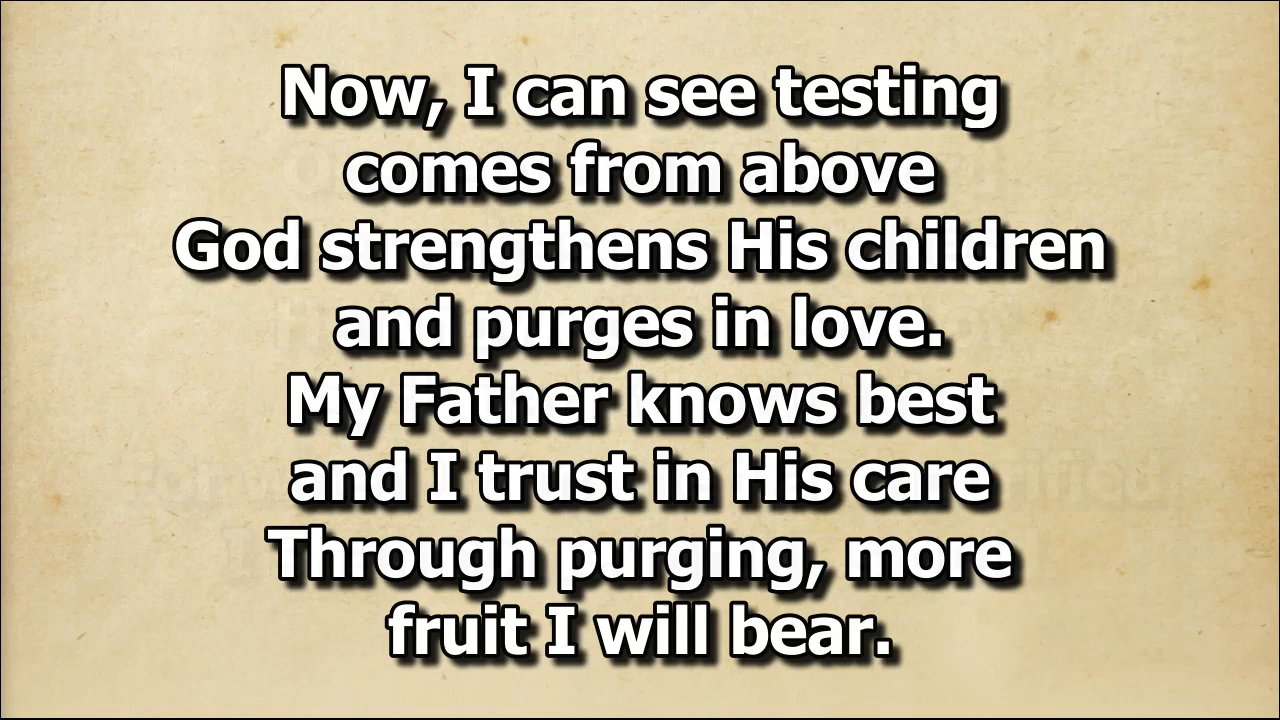 Now, I can see testing
comes from above
God strengthens His children
and purges in love.
My Father knows best
and I trust in His care
Through purging, more
fruit I will bear.